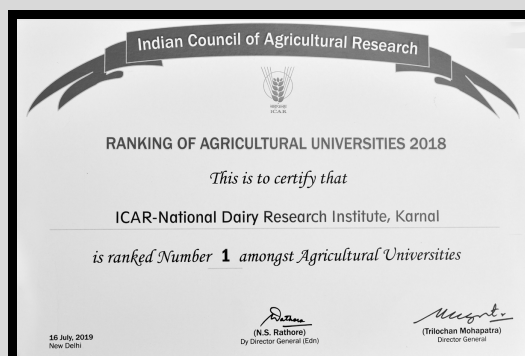 Indian Council of Agricultural Research
ICAR
RANKING OF AGRICULTURAL UNIVERSITIES 2018
This is to certify that
ICAR-National Dairy Research Institute, Karnal
is ranked Number 1 amongst Agricultural Universities
(N.S. Rathore)
Dy Director General (Edn)
(Trilochan Mohapatra)
Director General
16 July, 2019
New Delhi